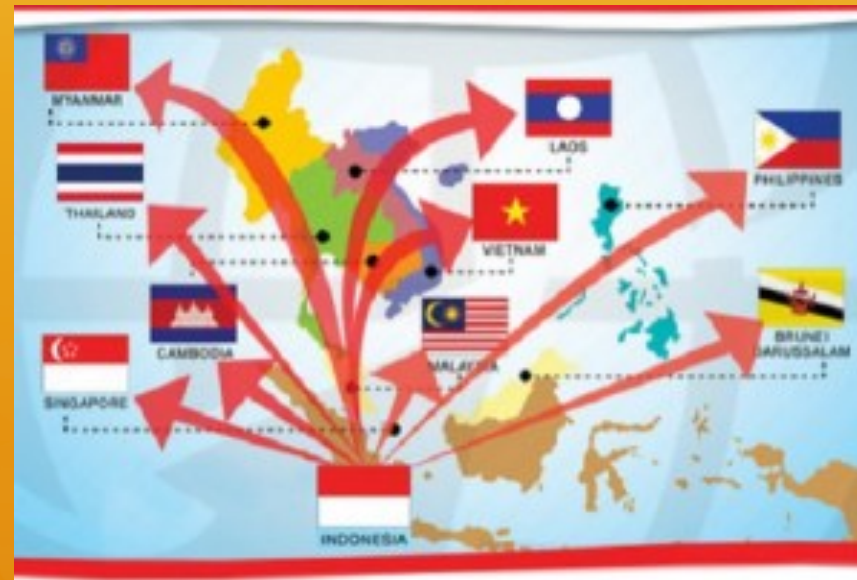 MYANMAR
LAOS
PHILIPPINES
THAILAND
VIETNAM
CAMBODIA
MALAYSIA
BRUNEI
DARUSSALAM
SINGAPORE
INDONESIA